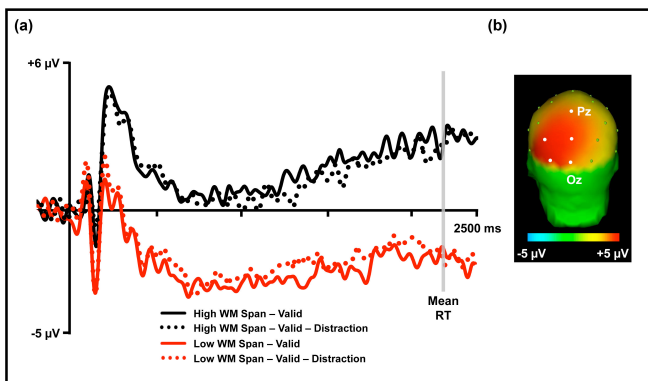 (a)
(b)
+6 µV
-5 µV
2500 ms
Mean
RT
High WM Span – Valid
High WM Span – Valid – Distraction
Low WM Span – Valid
Low WM Span – Valid – Distraction
Pz
Oz
-5 µV +5 µV